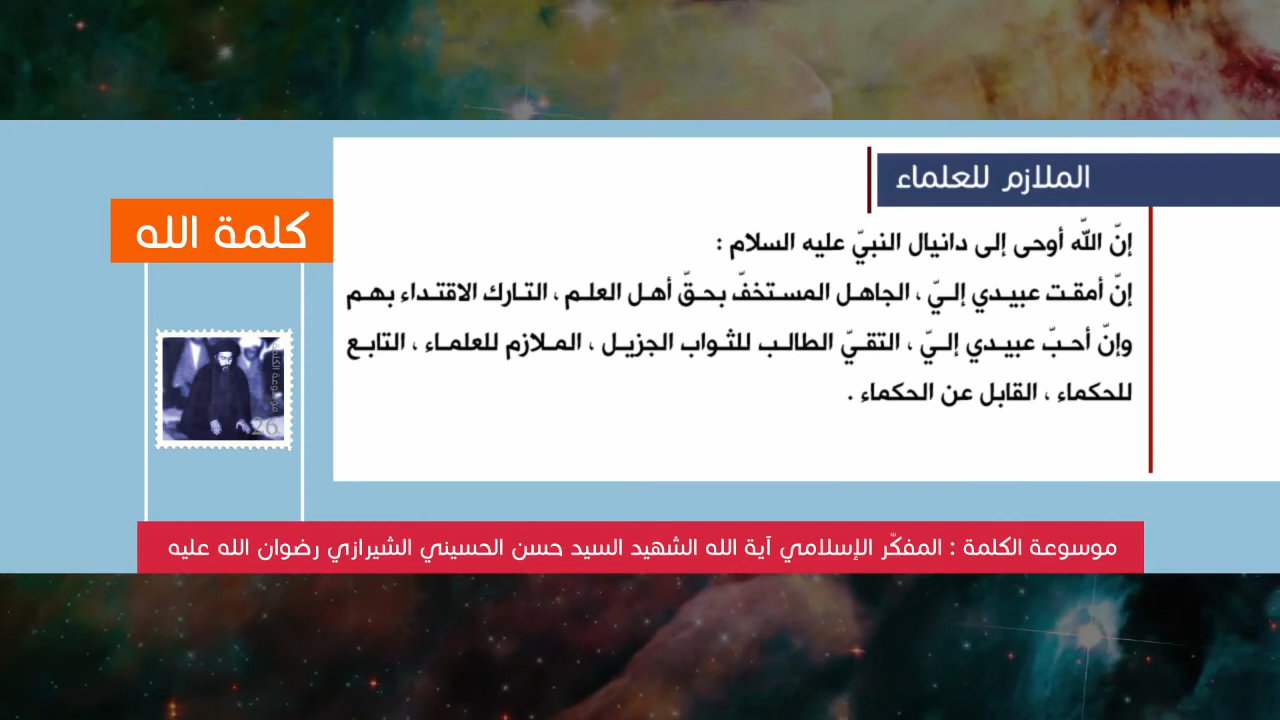 الملازم للعلماء
إنّ اللّه أوحى إلى دانيال النبيّ عليه السلام :
إنّ أمقت عبيدي إليّ ، الجاهل المستخفّ بحقّ أهل العلم ، التارك الاقتداء بهم
وإنّ أحبّ عبيدي إليّ ، التقيّ الطالب للثواب الجزيل ، الملازم للعلماء ، التابع
للحكماء ، القابل عن الحكماء .
كلمة الله
موسوعة الكلمة
26
موسوعة الكلمة : المفكّر الإسلامي آية الله الشهيد السيد حسن الحسيني الشيرازي رضوان الله عليه